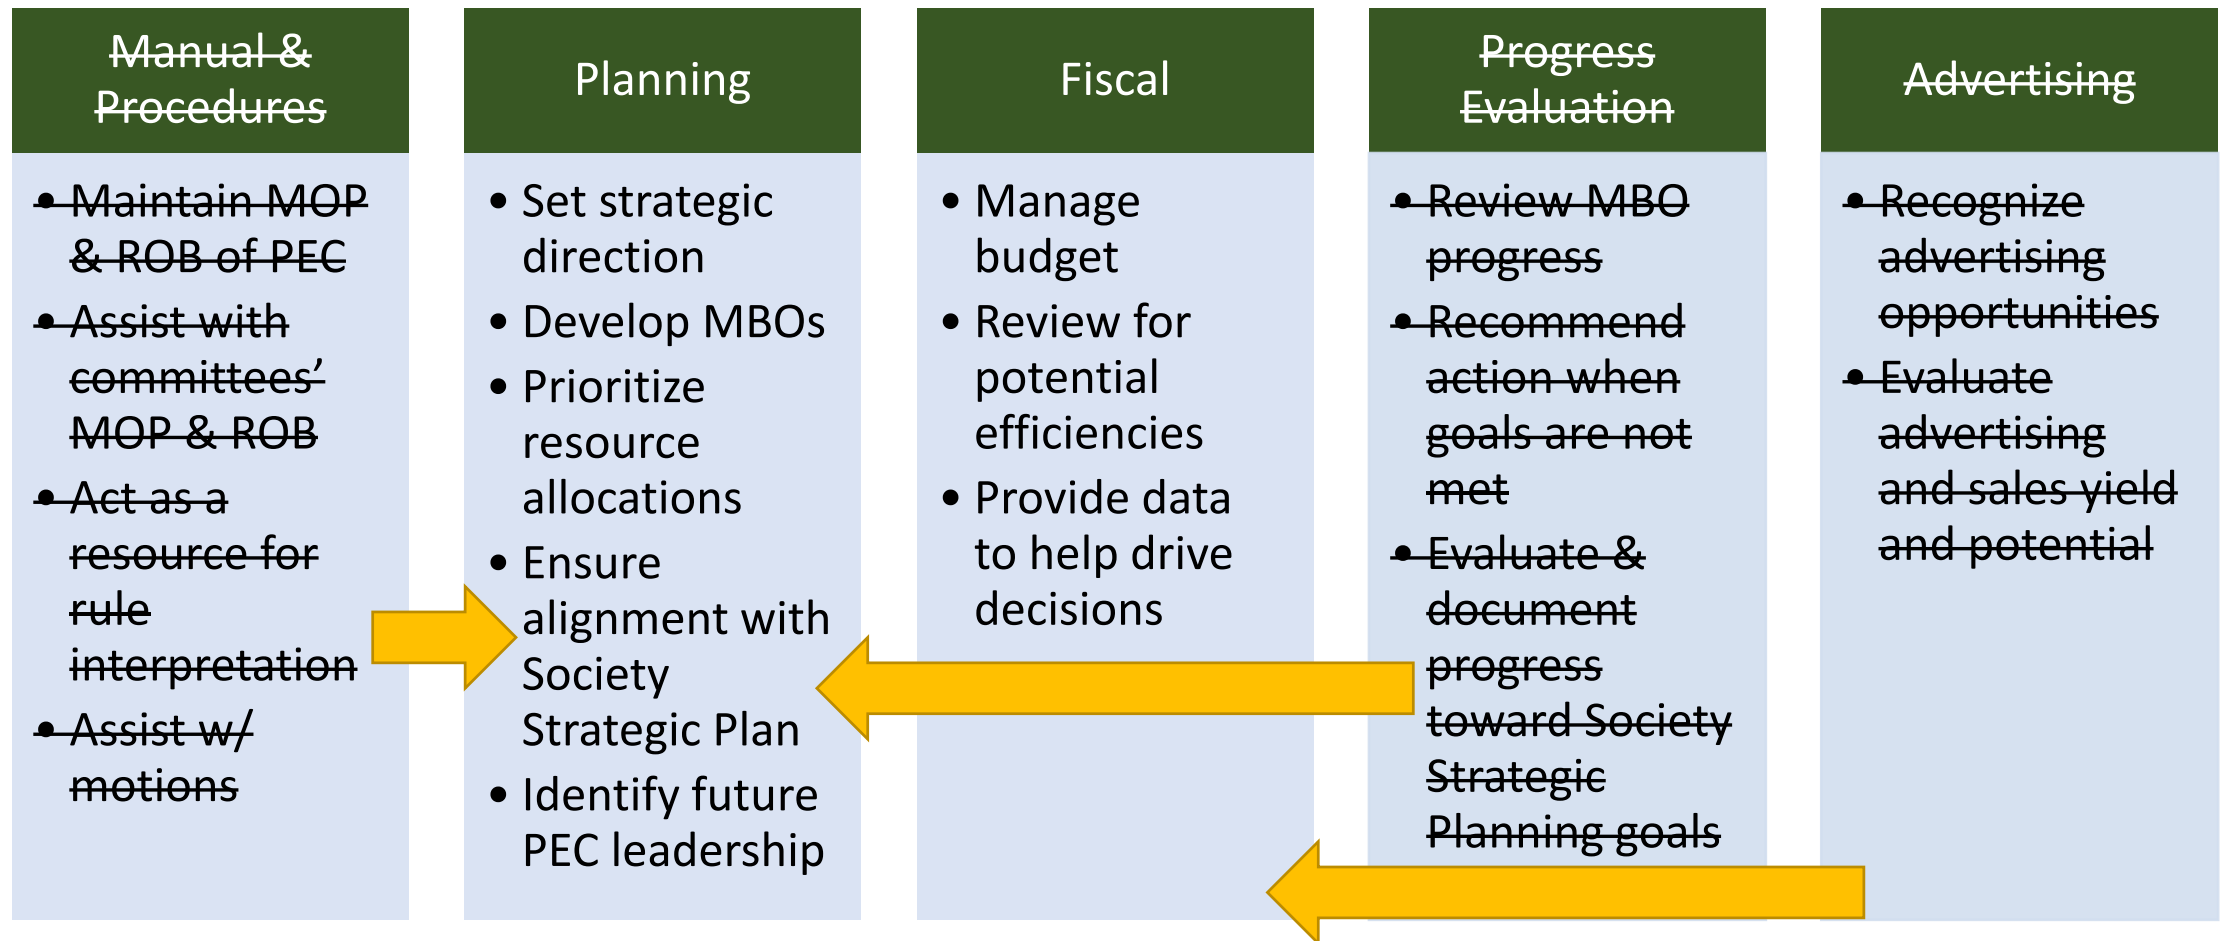 Manual &
Procedures
• Maintain MOP
& ROB of PEC
• Assist with
committees’
MOP & ROB
• Act as a
resource for
rule
interpretation
• Assist w/
motions
Planning
• Set strategic
direction
• Develop MBOs
• Prioritize
resource
allocations
• Ensure
alignment with
Society
Strategic Plan
• Identify future
PEC leadership
Fiscal
• Manage
budget
• Review for
potential
efficiencies
• Provide data
to help drive
decisions
Progress
Evaluation
• Review MBO
progress
• Recommend
action when
goals are not
met
• Evaluate &
document
progress
toward Society
Strategic
Planning goals
Advertising
• Recognize
advertising
opportunities
• Evaluate
advertising
and sales yield
and potential